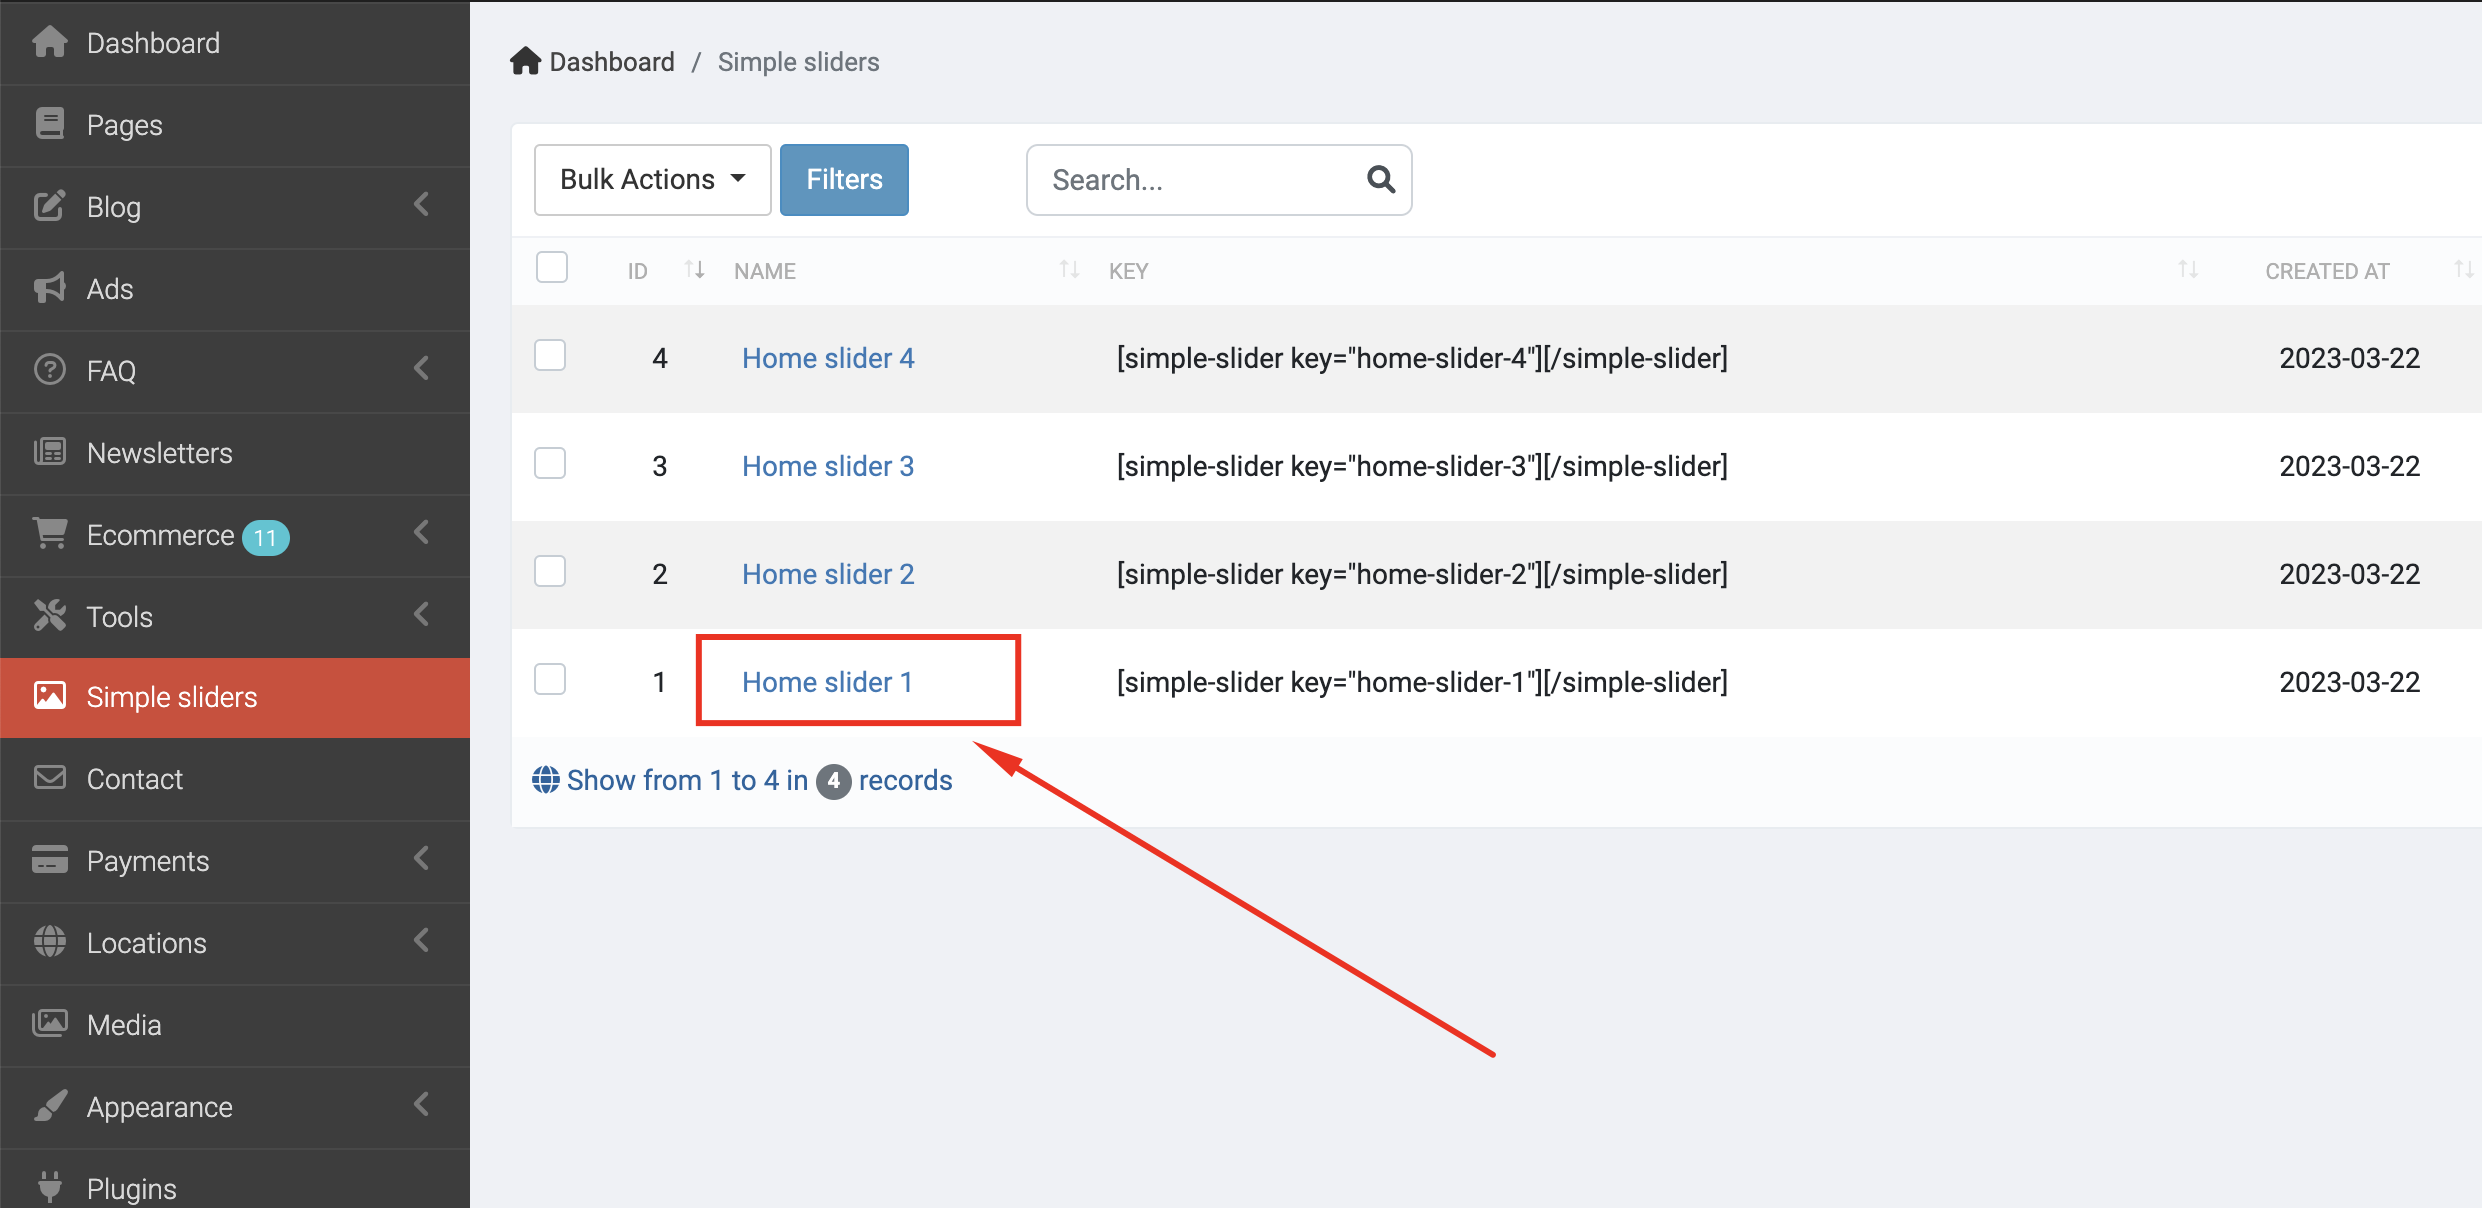 Dashboard
Pages
Blog
Ads
FAQ
Newsletters
Ecommerce 11
Tools
Simple sliders
Contact
Payments
Locations
Media
Appearance
Plugins
Dashboard / Simple sliders
Bulk Actions Filters Search...
ID NAME KEY CREATED AT
4 Home slider 4 [simple-slider key="home-slider-4"][/simple-slider] 2023-03-22
3 Home slider 3 [simple-slider key="home-slider-3"][/simple-slider] 2023-03-22
2 Home slider 2 [simple-slider key="home-slider-2"][/simple-slider] 2023-03-22
1 Home slider 1 [simple-slider key="home-slider-1"][/simple-slider] 2023-03-22
Show from 1 to 4 in 4 records